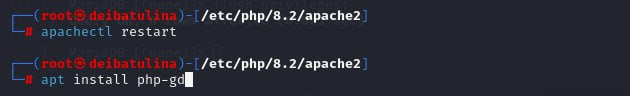 ┌──(root㉿deibatulina)-[/etc/php/8.2/apache2]
└─# apachectl restart
┌──(root㉿deibatulina)-[/etc/php/8.2/apache2]
└─# apt install php-gd